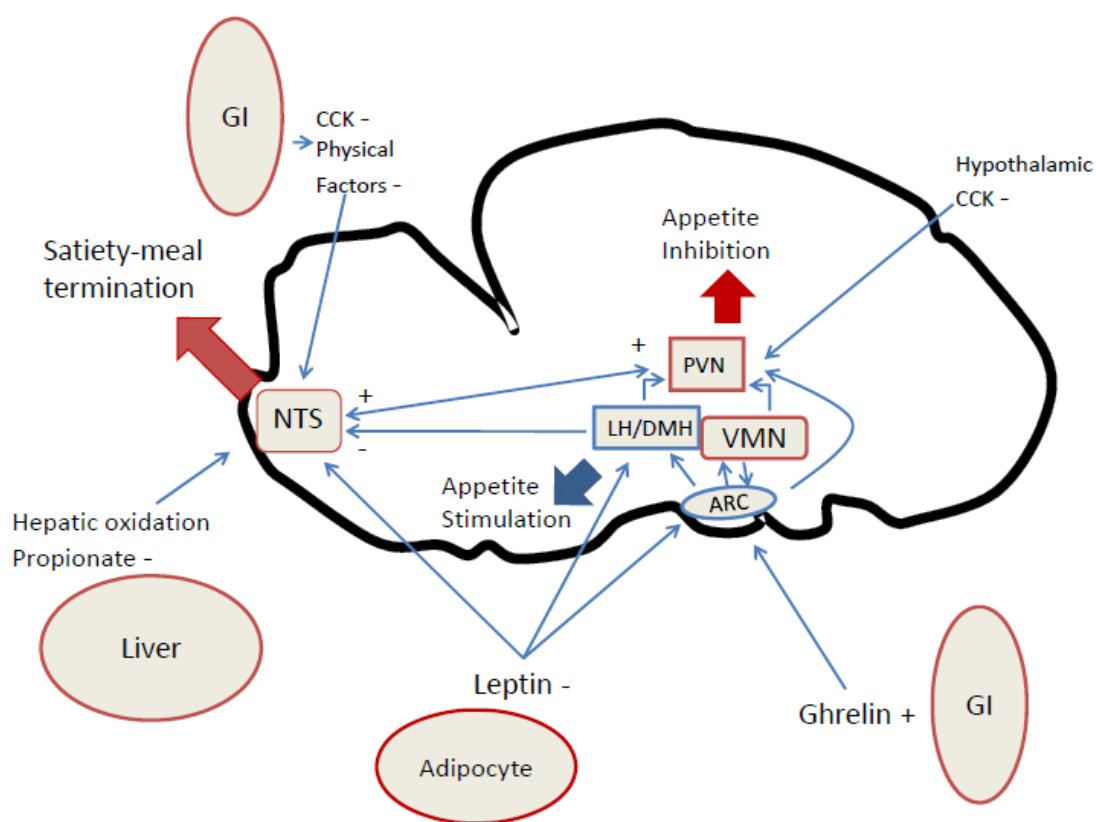 GI
CCK –
Physical
Factors -
Hypothalamic
CCK -
Appetite
Inhibition
Satiety-meal
termination
+
PVN
+
NTS
LH/DMH
VMN
-
Appetite
Stimulation
ARC
Hepatic oxidation
Propionate -
Liver
Leptin -
Ghrelin +
GI
Adipocyte